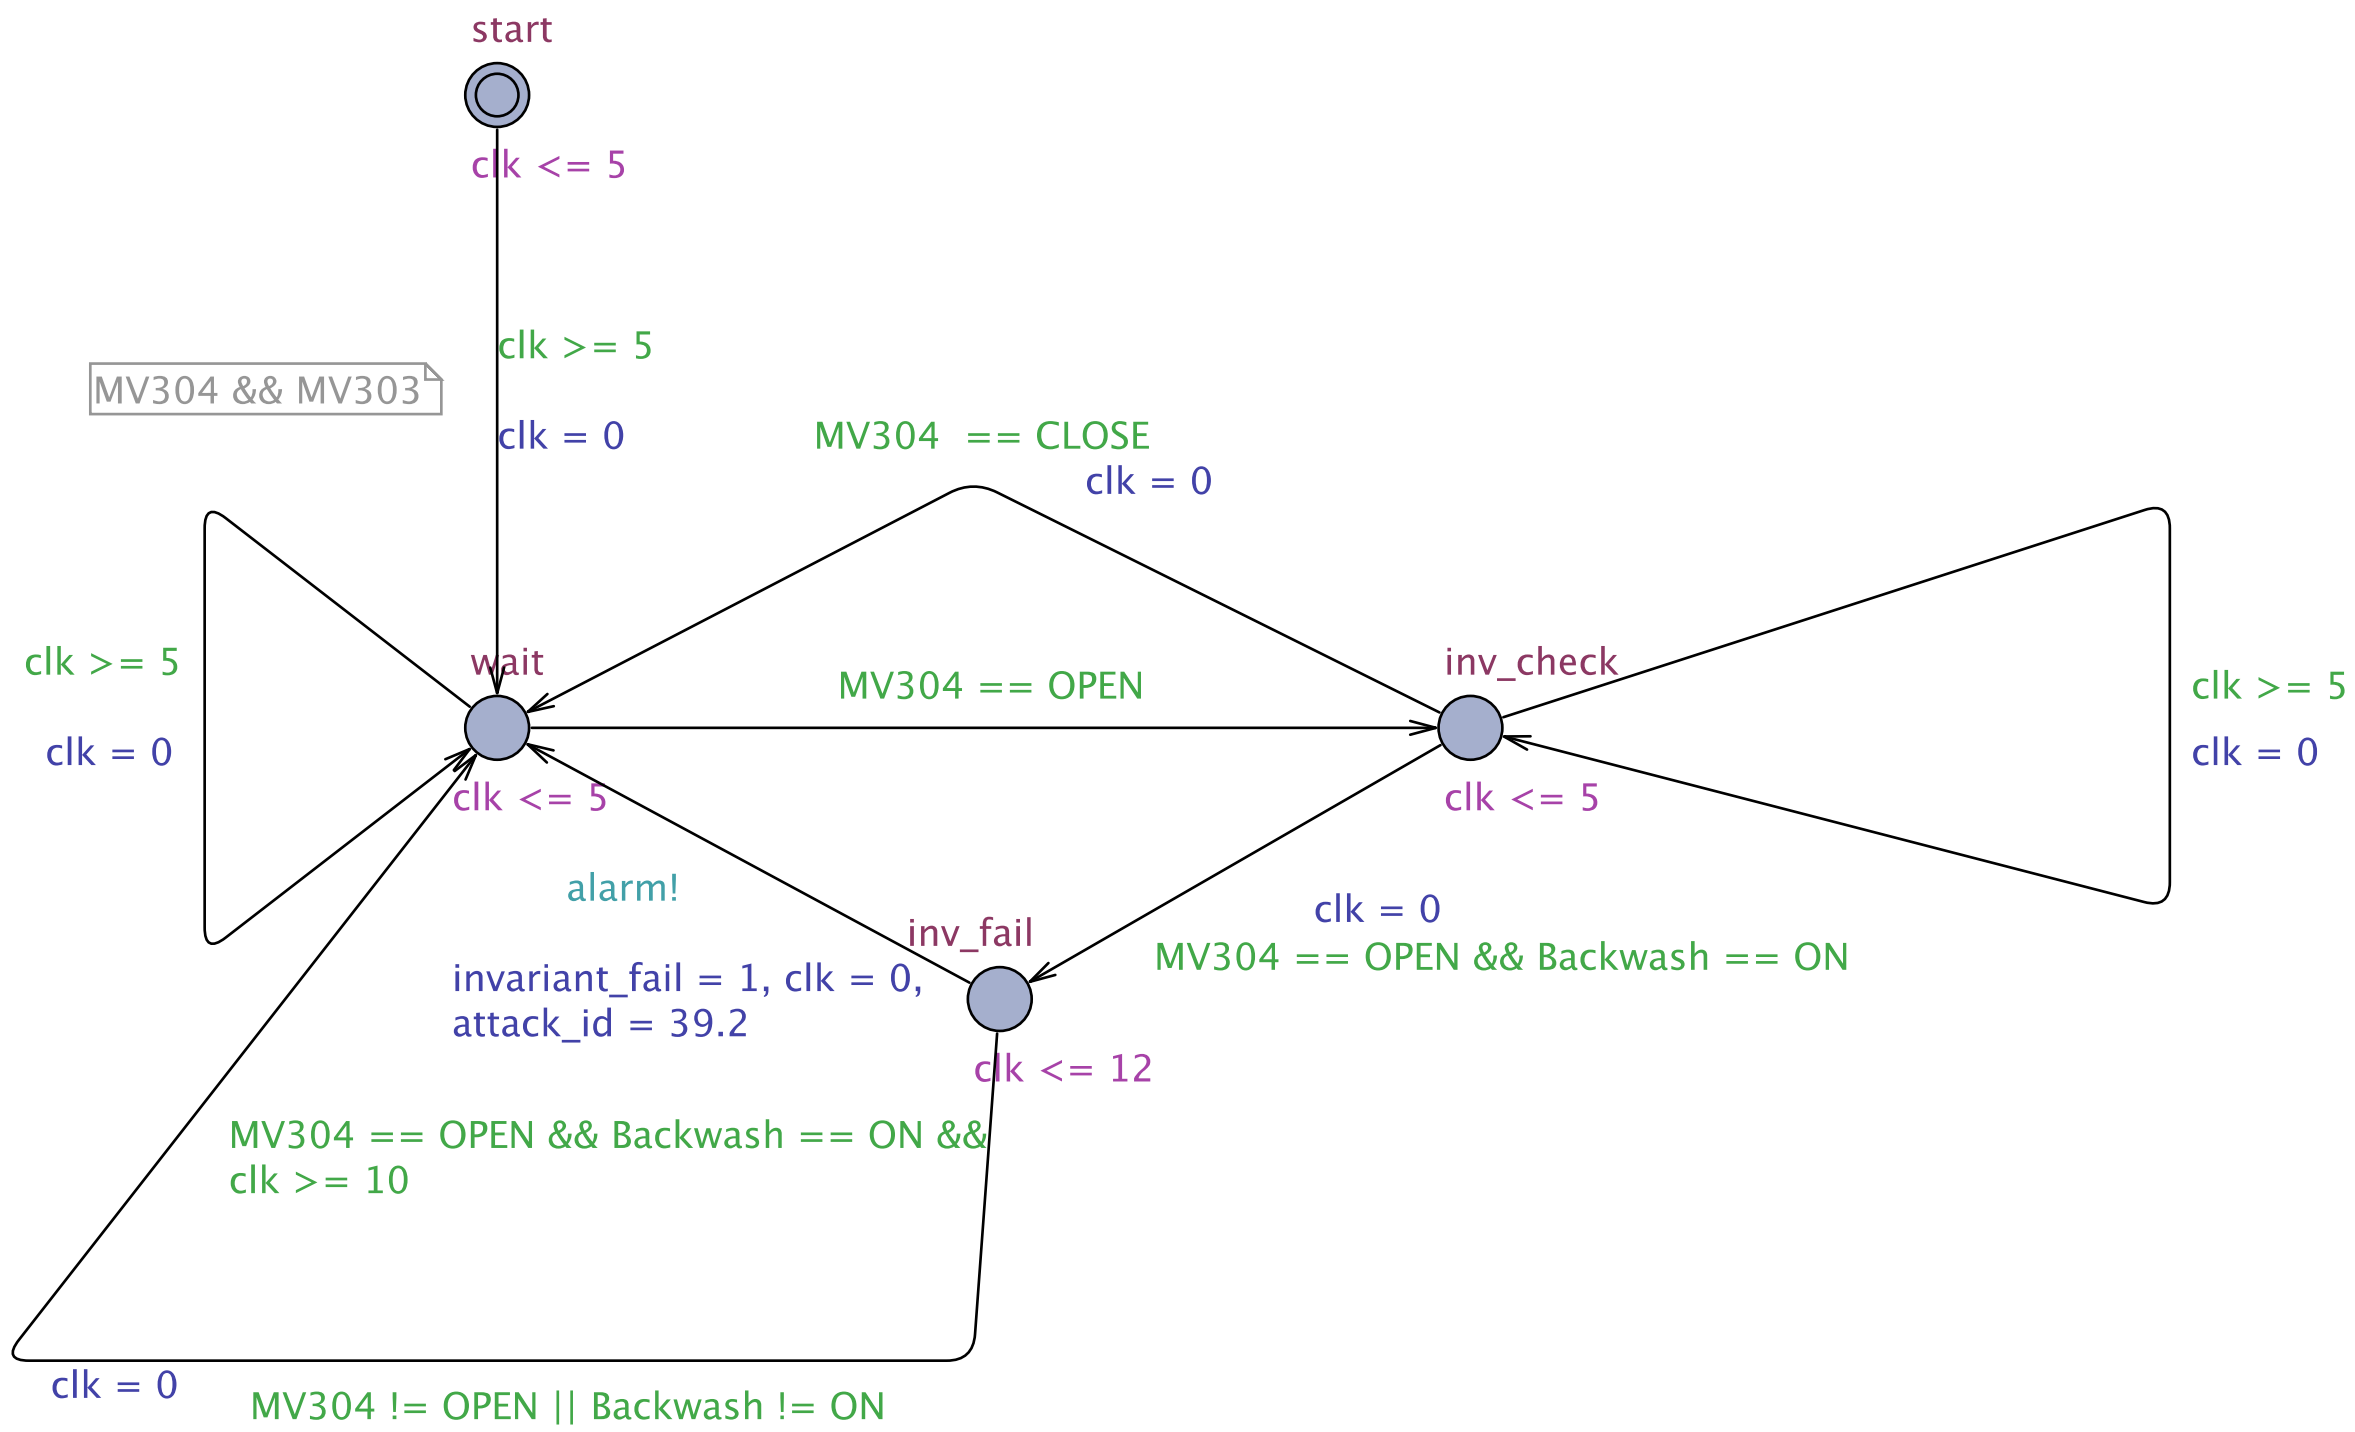 start
clk <= 5
clk >= 5
MV304 && MV303
clk = 0
MV304  == CLOSE
clk = 0
clk >= 5
wait
MV304 == OPEN
inv_check
clk >= 5
clk = 0
clk = 0
clk <= 5
clk <= 5
alarm!
inv_fail
clk = 0
MV304 == OPEN && Backwash == ON
invariant_fail = 1, clk = 0,
attack_id = 39.2
clk <= 12
MV304 == OPEN && Backwash == ON &&
clk >= 10
clk = 0
MV304 != OPEN || Backwash != ON